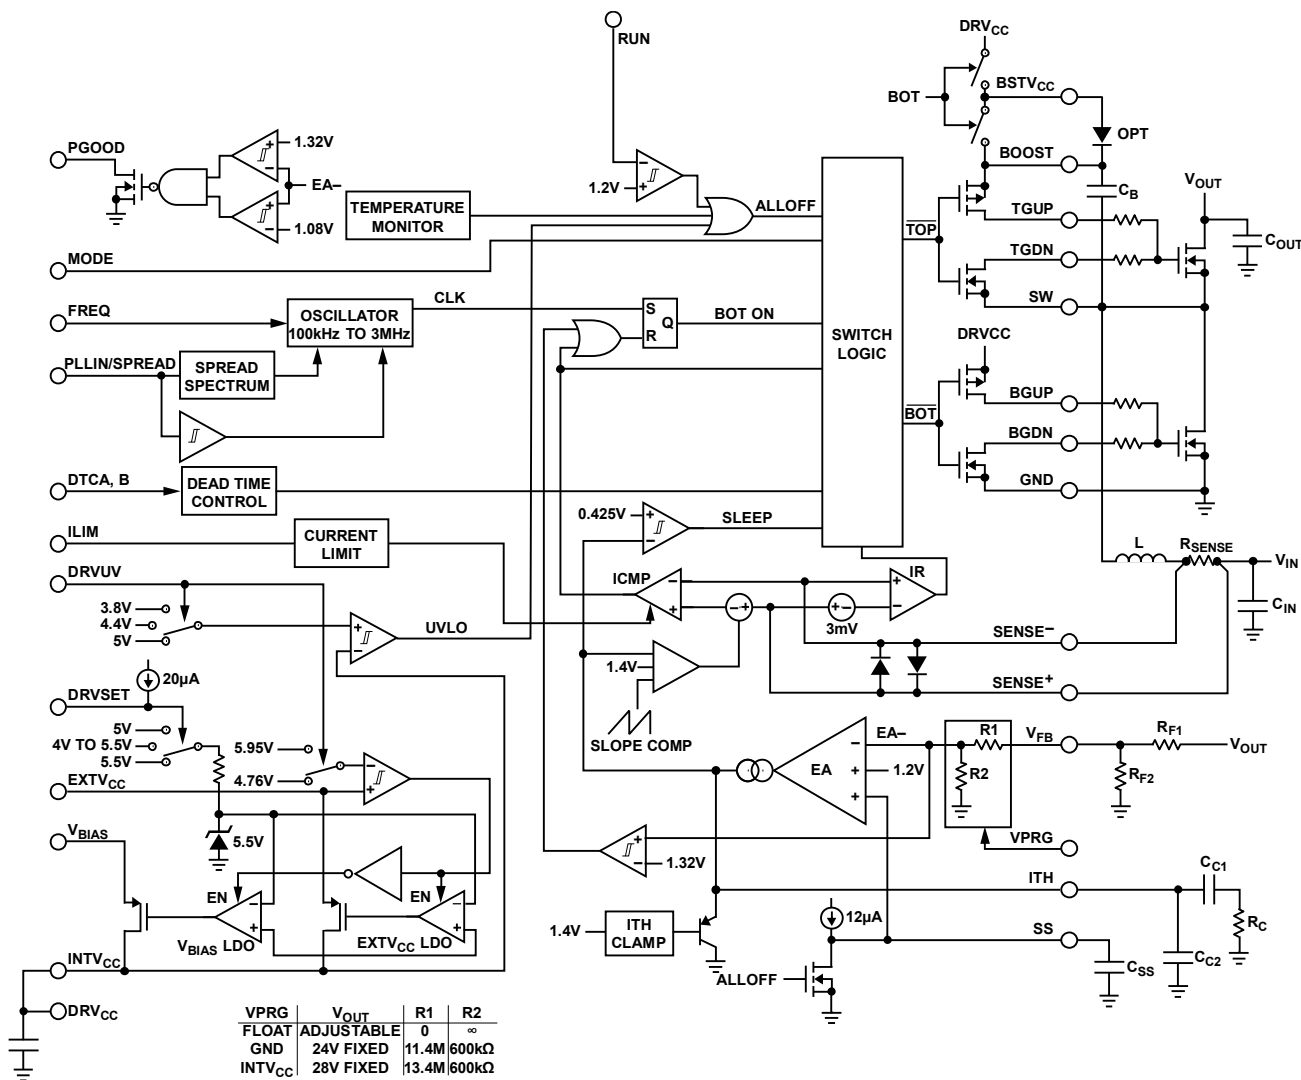 RUN
DRVCC
BOT
BSTVCC
OPT
BOOST
CB
VOUT
TGUP
TGDN
COUT
SW
TOP
PGOOD
1.32V
EA–
1.08V
TEMPERATURE
MONITOR
1.2V
ALLOFF
MODE
FREQ
OSCILLATOR
100kHz TO 3MHz
CLK
S
R
Q
BOT ON
SWITCH
LOGIC
PLLIN/SPREAD
SPREAD
SPECTRUM
DRVCC
BGUP
BOT
BGDN
GND
DTCA, B
DEAD TIME
CONTROL
ILIM
CURRENT
LIMIT
0.425V
SLEEP
L
RSENSE
VIN
CIN
ICMP
IR
3mV
SENSE–
SENSE+
DRVUV
3.8V
4.4V
5V
UVLO
1.4V
SLOPE COMP
20µA
DRVSET
5V
4V TO 5.5V
5.5V
5.95V
4.76V
EXTVCC
5.5V
VBIAS
EN
EN
VBIAS LDO
EXTVCC LDO
INTVCC
DRVCC
EA–
EA
1.2V
R1
R2
VFB
RF1
VOUT
RF2
VPRG
1.32V
ITH
CC1
RC
CC2
1.4V
ITH
CLAMP
12µA
SS
CSS
ALLOFF
VPRG VOUT R1 R2
FLOAT ADJUSTABLE 0 ∞
GND 24V FIXED 11.4M 600kΩ
INTVCC 28V FIXED 13.4M 600kΩ